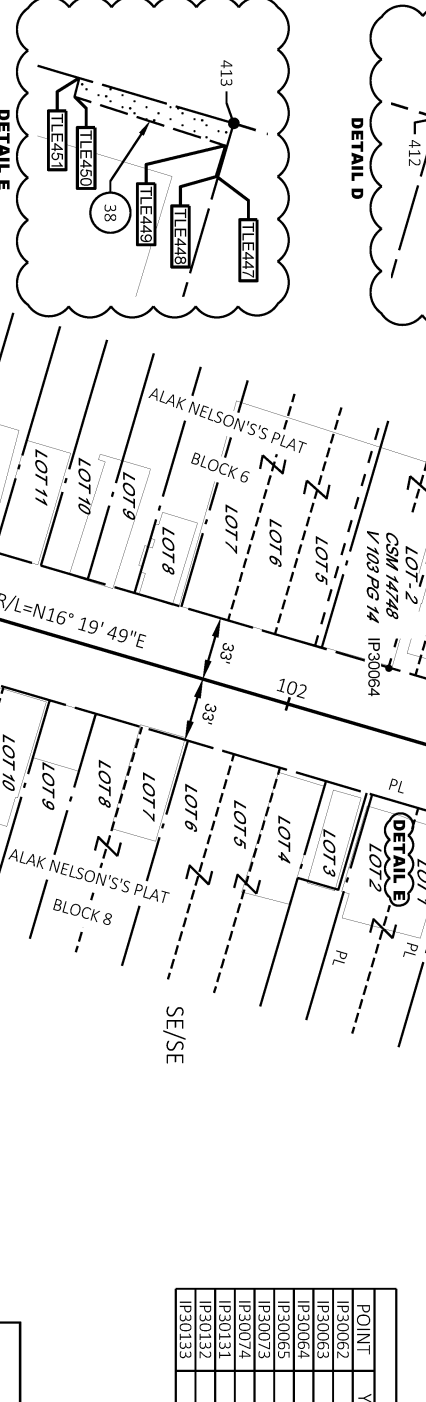 412
DETAIL D
413
TLE447
TLE448
TLE449
38
TLE450
TLE451
DETAIL E
ALAK NELSON'S'S PLAT
BLOCK 6
LOT - 2
CSM 14748
V 103 PG 14
IP30064
LOT 5
LOT 6
LOT 7
LOT 8
LOT 9
LOT 10
LOT 11
R/L=N16° 19' 49"E
33'
33'
102
PL
DETAIL E
LOT 1
LOT 2
PL
PL
LOT 3
LOT 4
LOT 5
LOT 6
LOT 7
LOT 8
LOT 9
LOT 10
ALAK NELSON'S'S PLAT
BLOCK 8
SE/SE
POINT Y
IP30062
IP30063
IP30064
IP30065
IP30073
IP30074
IP30131
IP30132
IP30133